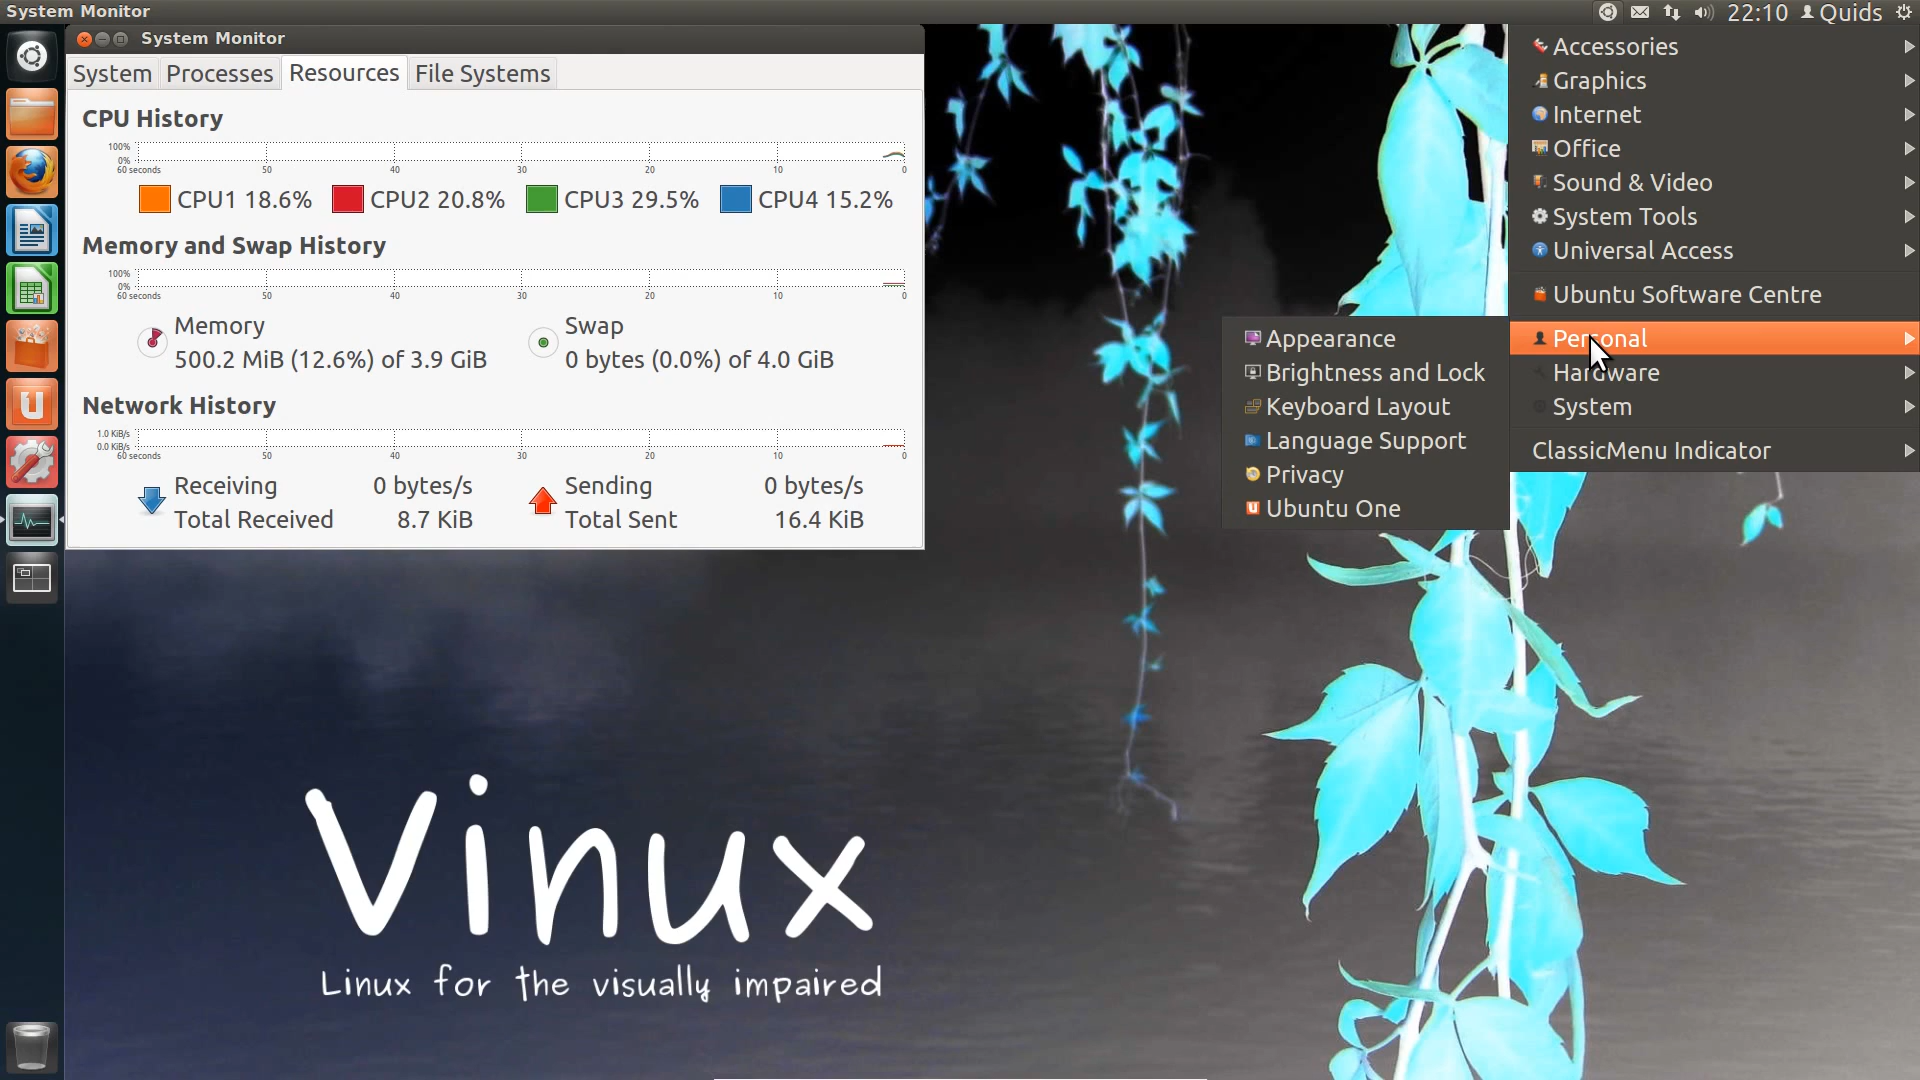 System Monitor
22:10 Quids
System Monitor
System Processes Resources File Systems
CPU History
100%
0%
60 seconds 50 40 30 20 10 0
CPU1 18.6% CPU2 20.8% CPU3 29.5% CPU4 15.2%
Memory and Swap History
100%
0%
60 seconds 50 40 30 20 10 0
Memory
500.2 MiB (12.6%) of 3.9 GiB
Swap
0 bytes (0.0%) of 4.0 GiB
Network History
1.0 KiB/s
0.0 KiB/s
60 seconds 50 40 30 20 10 0
Receiving 0 bytes/s
Total Received 8.7 KiB
Sending 0 bytes/s
Total Sent 16.4 KiB
Accessories
Graphics
Internet
Office
Sound & Video
System Tools
Universal Access
Ubuntu Software Centre
Personal
Hardware
System
ClassicMenu Indicator
Appearance
Brightness and Lock
Keyboard Layout
Language Support
Privacy
Ubuntu One
Vinux
Linux for the visually impaired